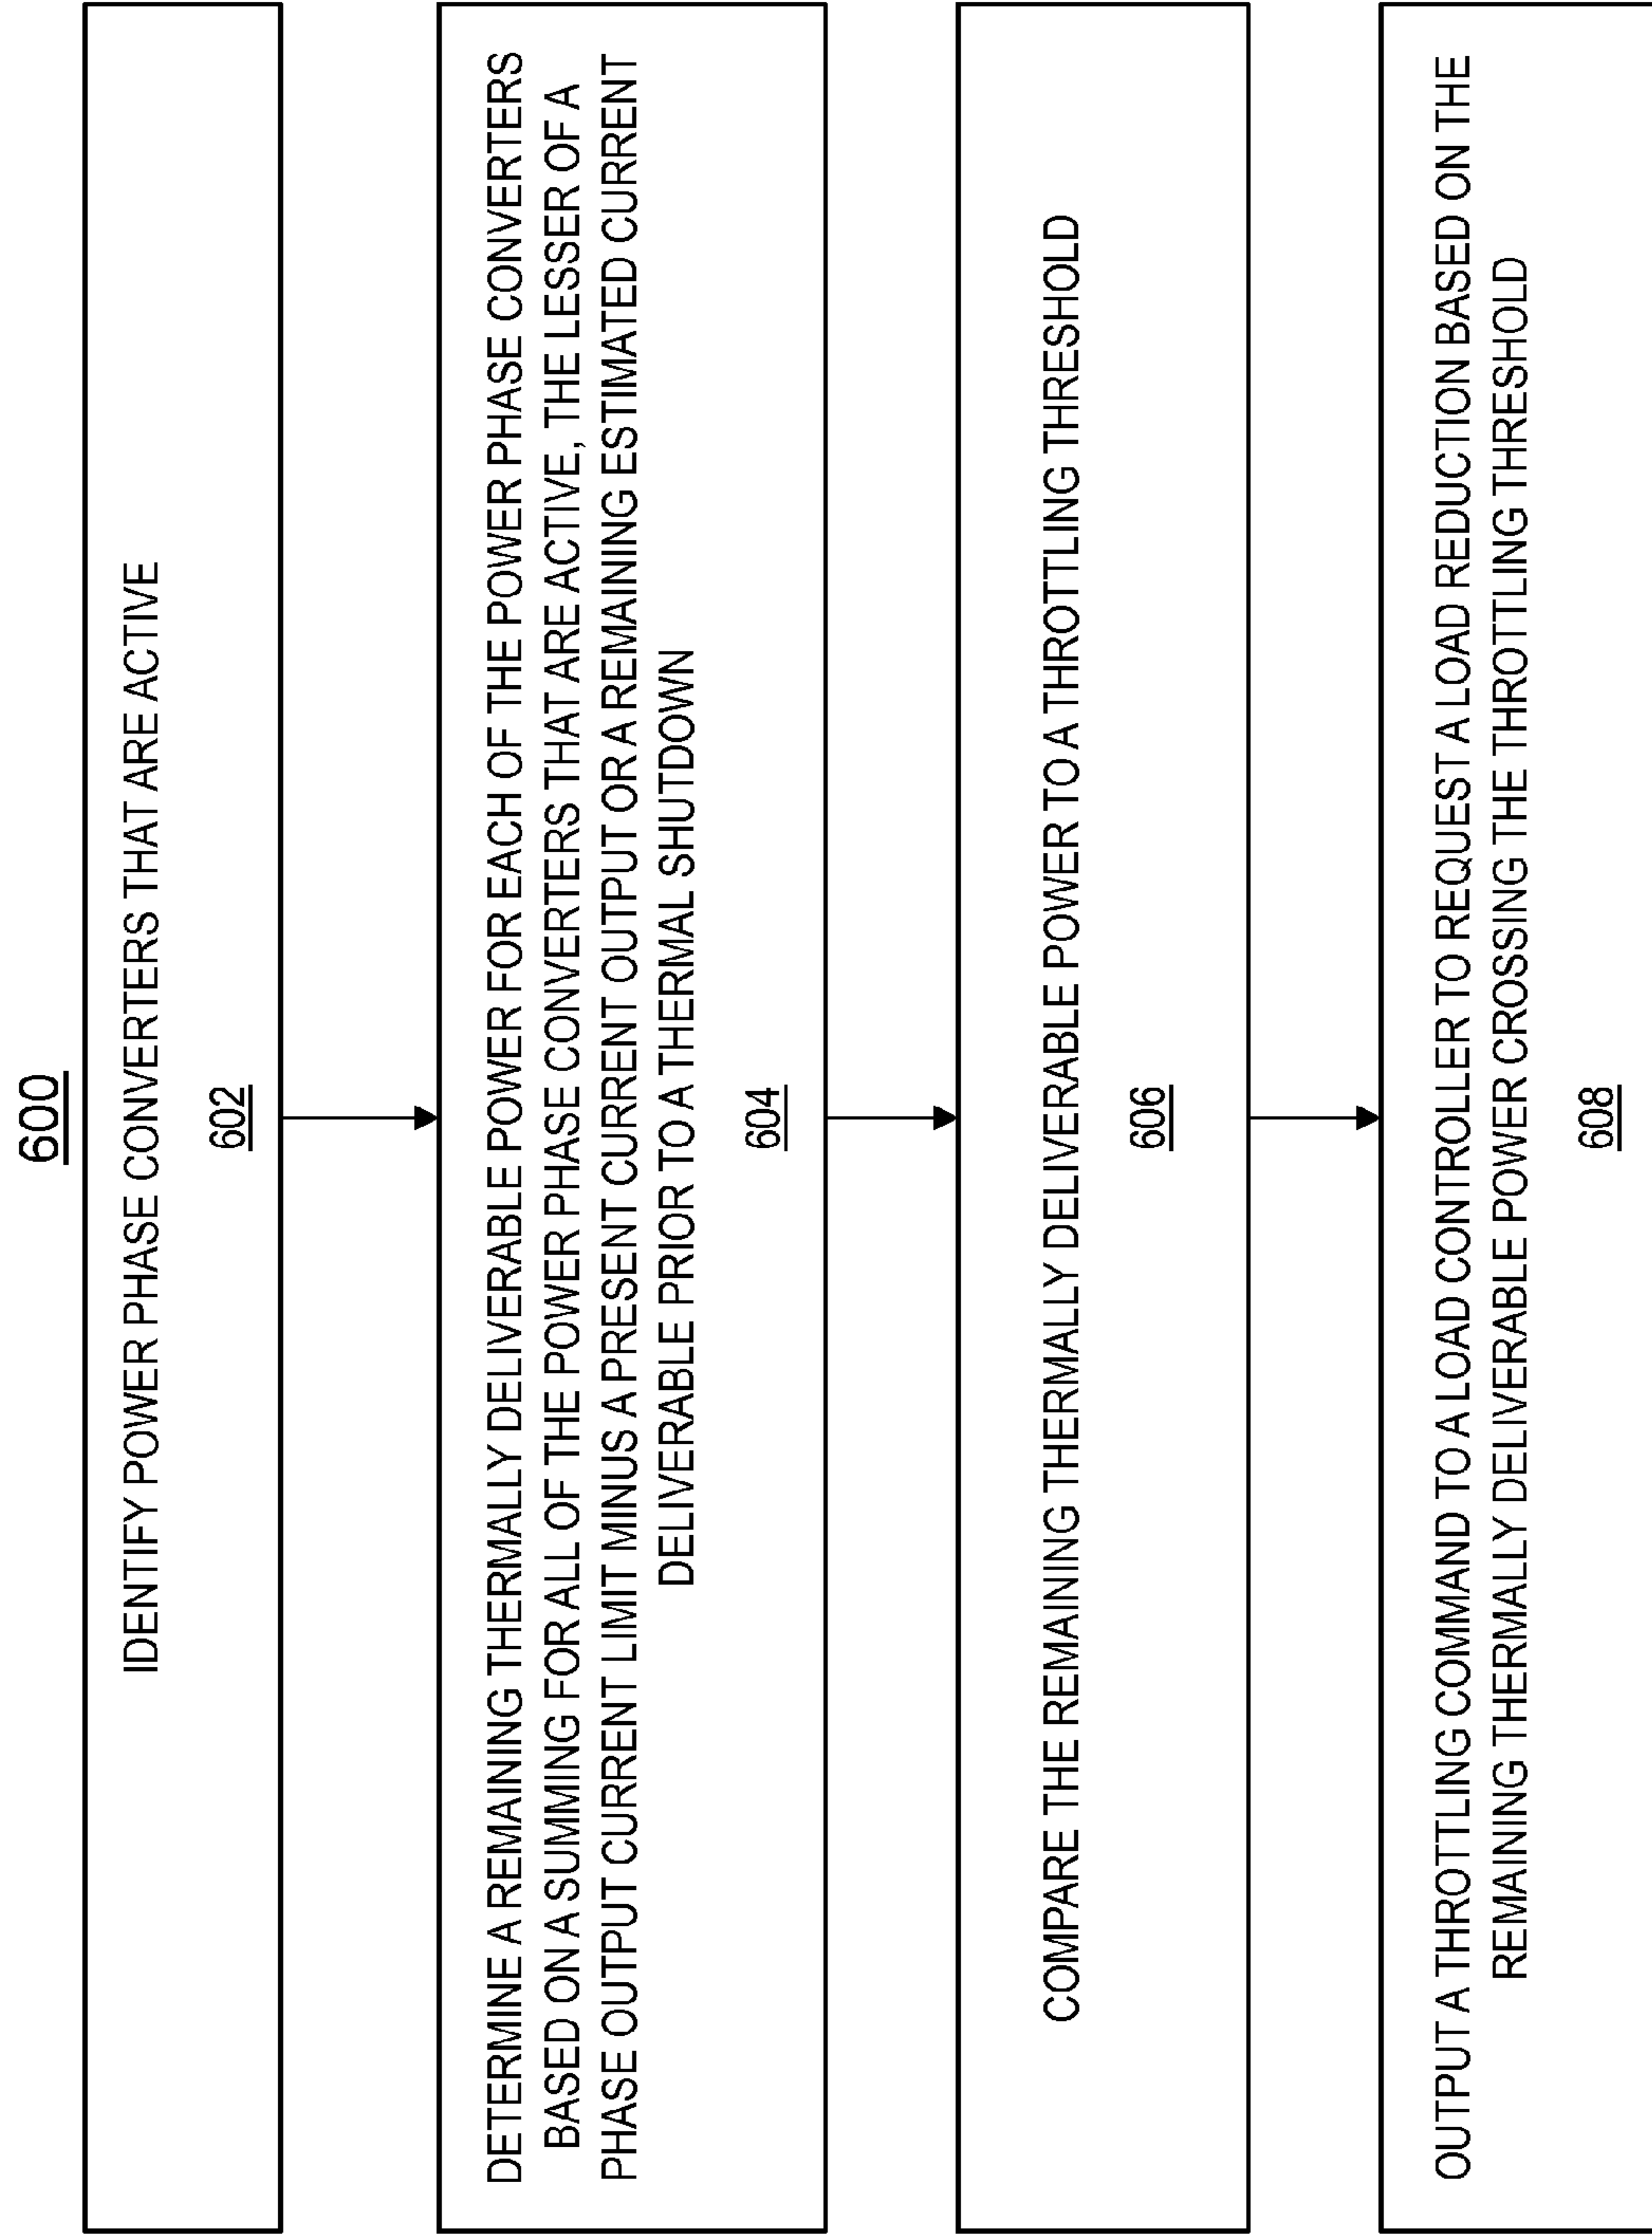 600
IDENTIFY POWER PHASE CONVERTERS THAT ARE ACTIVE
602
DETERMINE A REMAINING THERMALLY DELIVERABLE POWER FOR EACH OF THE POWER PHASE CONVERTERS
BASED ON A SUMMING FOR ALL OF THE POWER PHASE CONVERTERS THAT ARE ACTIVE, THE LESSER OF A
PHASE OUTPUT CURRENT LIMIT MINUS A PRESENT CURRENT OUTPUT OR A REMAINING ESTIMATED CURRENT
DELIVERABLE PRIOR TO A THERMAL SHUTDOWN
604
COMPARE THE REMAINING THERMALLY DELIVERABLE POWER TO A THROTTLING THRESHOLD
606
OUTPUT A THROTTLING COMMAND TO A LOAD CONTROLLER TO REQUEST A LOAD REDUCTION BASED ON THE
REMAINING THERMALLY DELIVERABLE POWER CROSSING THE THROTTLING THRESHOLD
608